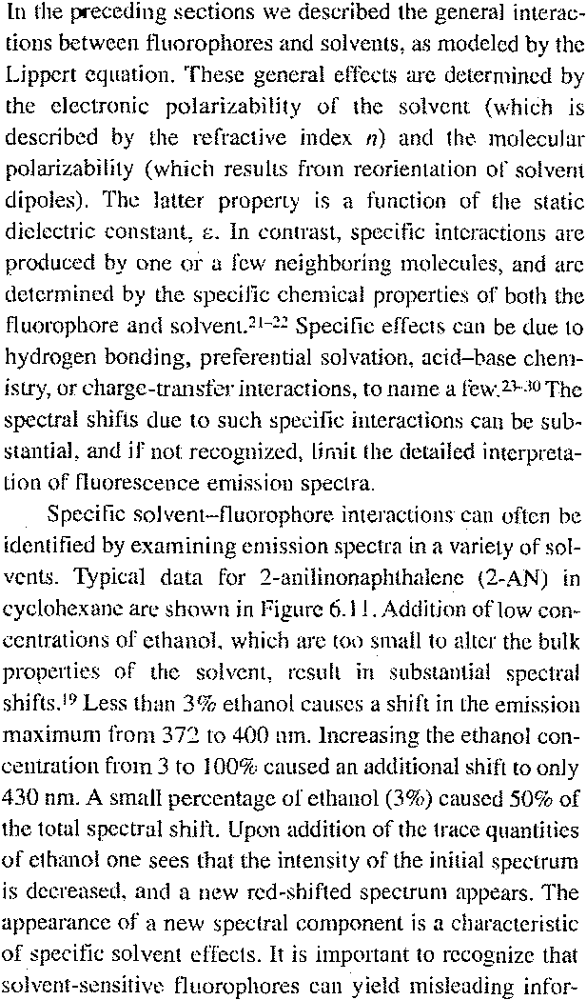 In the preceding sections we described the general interac-
tions between fluorophores and solvents, as modeled by the
Lippert equation. These general effects are determined by
the electronic polarizability of the solvent (which is
described by the refractive index n) and the molecular
polarizability (which results from reorientation of solvent
dipoles). The latter property is a function of the static
dielectric constant, ε. In contrast, specific interactions are
produced by one or a few neighboring molecules, and are
determined by the specific chemical properties of both the
fluorophore and solvent.21–22 Specific effects can be due to
hydrogen bonding, preferential solvation, acid–base chem-
istry, or charge-transfer interactions, to name a few.23–30 The
spectral shifts due to such specific interactions can be sub-
stantial, and if not recognized, limit the detailed interpreta-
tion of fluorescence emission spectra.
Specific solvent–fluorophore interactions can often be
identified by examining emission spectra in a variety of sol-
vents. Typical data for 2-anilinonaphthalene (2-AN) in
cyclohexane are shown in Figure 6.11. Addition of low con-
centrations of ethanol, which are too small to alter the bulk
properties of the solvent, result in substantial spectral
shifts.19 Less than 3% ethanol causes a shift in the emission
maximum from 372 to 400 nm. Increasing the ethanol con-
centration from 3 to 100% caused an additional shift to only
430 nm. A small percentage of ethanol (3%) caused 50% of
the total spectral shift. Upon addition of the trace quantities
of ethanol one sees that the intensity of the initial spectrum
is decreased, and a new red-shifted spectrum appears. The
appearance of a new spectral component is a characteristic
of specific solvent effects. It is important to recognize that
solvent-sensitive fluorophores can yield misleading infor-